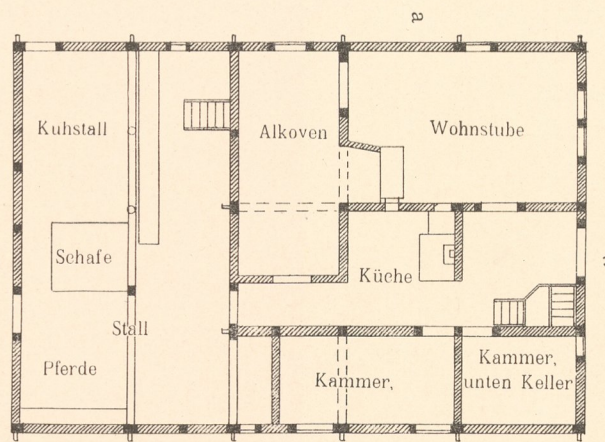 a
Kuhstall
Alkoven
Wohnstube
Schafe
Küche
Stall
Pferde
Kammer,
Kammer,
unten Keller